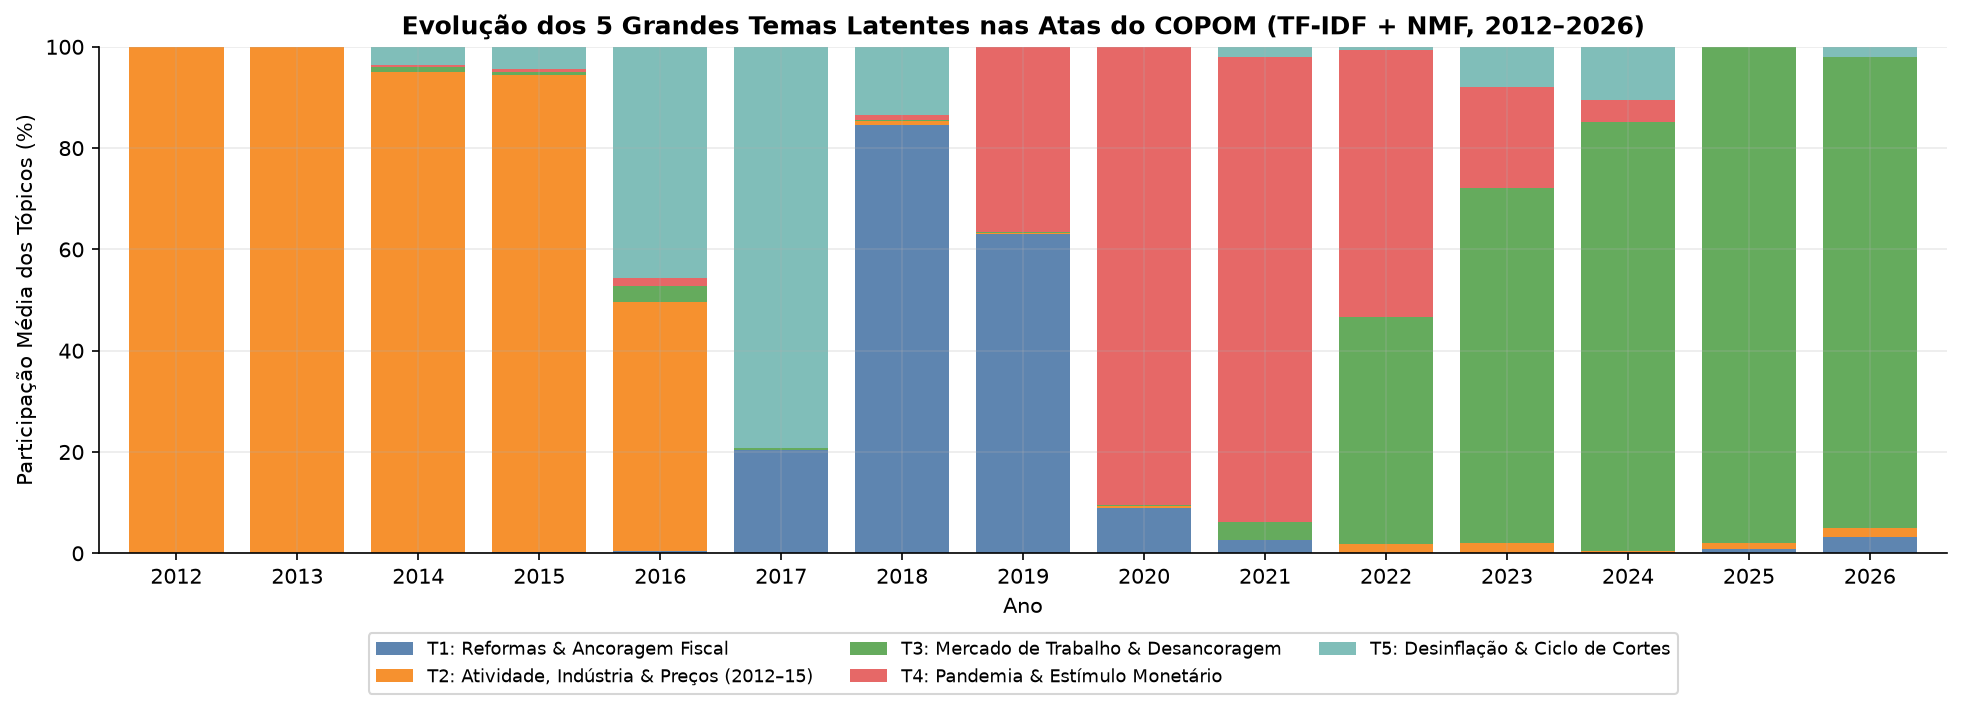 Evolução dos 5 Grandes Temas Latentes nas Atas do COPOM (TF-IDF + NMF, 2012–2026)
Participação Média dos Tópicos (%)
100
80
60
40
20
0
2012 2013 2014 2015 2016 2017 2018 2019 2020 2021 2022 2023 2024 2025 2026
Ano
T1: Reformas & Ancoragem Fiscal
T2: Atividade, Indústria & Preços (2012–15)
T3: Mercado de Trabalho & Desancoragem
T4: Pandemia & Estímulo Monetário
T5: Desinflação & Ciclo de Cortes